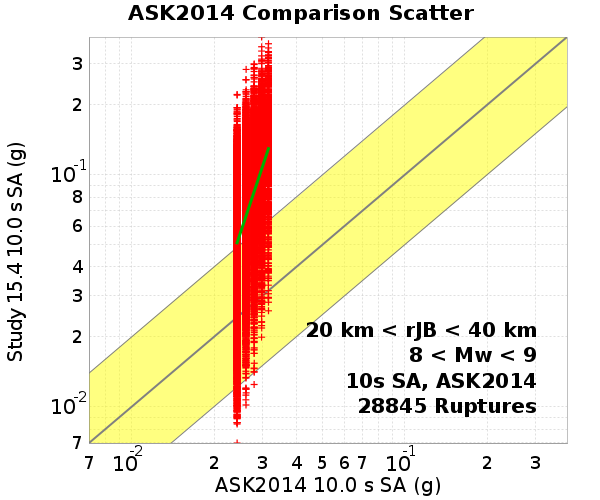 ASK2014 Comparison Scatter
Study 15.4 10.0 s SA (g)
3
2
10-1
8
6
4
3
2
10-2
7
20 km < rJB < 40 km
8 < Mw < 9
10s SA, ASK2014
28845 Ruptures
7 10-2 2 3 4 5 6 7 10-1 2 3
ASK2014 10.0 s SA (g)